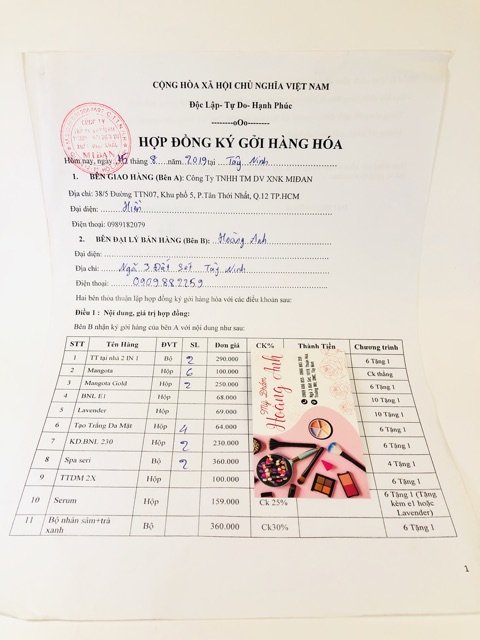 CỘNG HÒA XÃ HỘI CHỦ NGHĨA VIỆT NAM
Độc Lập- Tự Do- Hạnh Phúc
--------oOo--------
CÔNG TY
MIDAN
HỢP ĐỒNG KÝ GỞI HÀNG HÓA
Hôm nay, ngày tháng 8 năm 2019 tại Tây Ninh
1. BÊN GIAO HÀNG (Bên A): Công Ty TNHH TM DV XNK MIDAN
Địa chỉ: 38/5 Đường TTN07, Khu phố 5, P.Tân Thới Nhất, Q.12 TP.HCM
Đại diện: Hiền
Điện thoại: 0989182079
2. BÊN ĐẠI LÝ BÁN HÀNG (Bên B): Hoàng Anh
Đại diện:
Địa chỉ: Ngã 3 Đất Sét Tây Ninh
Điện thoại: 0909.882259
Hai bên thỏa thuận lập hợp đồng ký gởi hàng hóa với các điều khoản sau:
Điều 1 : Nội dung, giá trị hợp đồng:
Bên B nhận ký gởi hàng của bên A với nội dung như sau:
STT Tên Hàng ĐVT SL Đơn giá CK% Thành Tiền Chương trình
1 TT tại nhà 2 IN 1 Bộ 2 290.000 6 Tặng 1
2 Mangota Hộp 6 100.000 Ck thẳng
3 Mangota Gold Hộp 2 250.000 6 Tặng 1
4 BNL E1 Hộp 68.000 10 Tặng 1
5 Lavender Hộp 69.000 10 Tặng 1
6 Tạo Trắng Da Mặt Hộp 4 64.000 6 Tặng 1
7 KD.BNL 230 Hộp 2 230.000 6 Tặng 1
8 Spa seri Bộ 2 360.000 4 Tặng 1
9 TTDM 2X Hộp 100.000 6 Tặng 1
10 Serum Hộp 159.000 Ck 25% 6 Tặng 1 (Tặng kèm e1 hoặc Lavender)
11 Bộ nhân sâm+trà xanh Bộ 360.000 Ck30% 6 Tặng 1
Mỹ Phẩm
Hoàng Anh
1